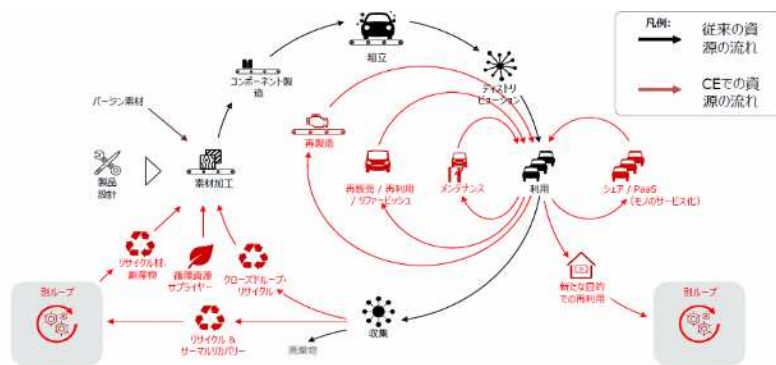 凡例:
従来の資
源の流れ
CEでの資
源の流れ
組立
コンポーネント製
造
ディストリ
ビューション
バージン素材
再製造
製品
設計
素材加工
再販売 / 再利用
/ リファービッシュ
メンテナンス
利用
シェア / PaaS
(モノのサービス化)
リサイクル材、
副産物
循環資源
サプライヤー
クローズドループ・
リサイクル
新たな目的
での再利用
別ループ
別ループ
リサイクル &
サーマルリカバリー
収集
廃棄物